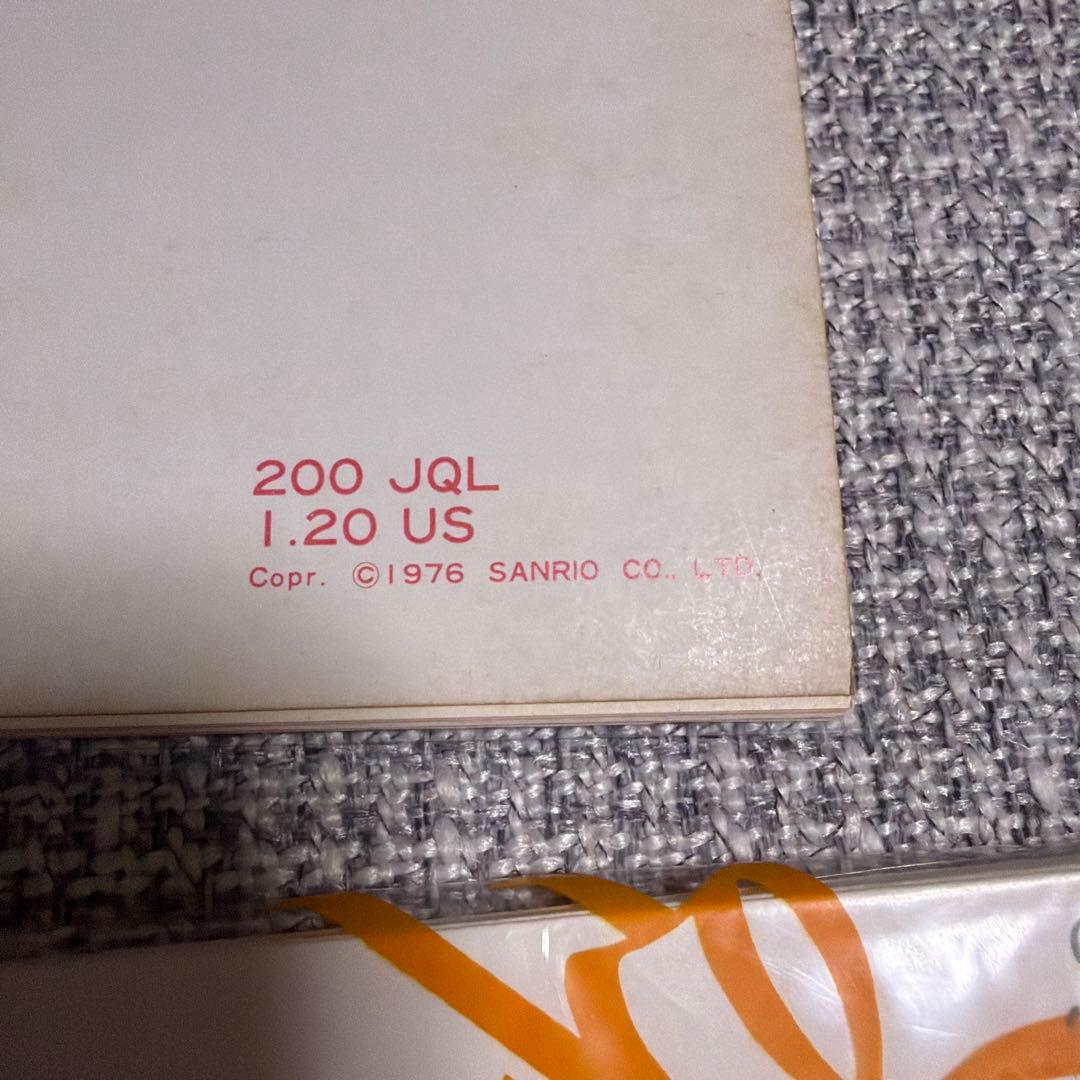 200 JQL
1.20 US
Copr. ©1976 SANRIO CO., LTD.